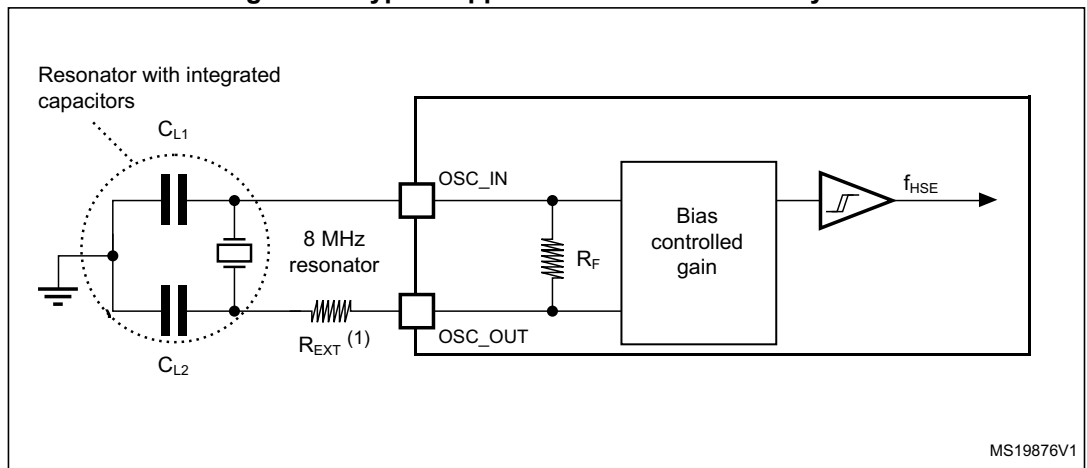 Resonator with integrated
capacitors
CL1
OSC_IN
fHSE
8 MHz
resonator
RF
Bias
controlled
gain
REXT (1)
OSC_OUT
CL2
MS19876V1